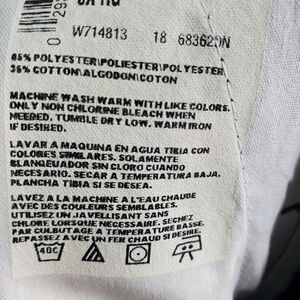 W714813 18 683625N
65% POLYESTER/POLIESTER/POLYESTER
35% COTTON/ALGODON/COTON
MACHINE WASH WARM WITH LIKE COLORS.
ONLY NON CHLORINE BLEACH WHEN
NEEDED, TUMBLE DRY LOW. WARM IRON
IF DESIRED.
LAVAR A MAQUINA EN AGUA TIBIA CON
COLORES SIMILARES. SOLAMENTE
BLANQUEADOR SIN CLORO CUANDO
NECESARIO. SECAR A TEMPERATURA BAJA.
PLANCHA TIBIA SI SE DESEA.
LAVEZ A LA MACHINE A L'EAU CHAUDE
AVEC DES COULEURS SEMBLABLES.
UTILISEZ UN JAVELLISANT SANS
CHLORE LORSQUE NECESSAIRE. SECHEZ
PAR CULBUTAGE A TEMPERATURE BASSE.
REPASSEZ AVEC UN FER CHAUD SI DESIRE.
40C